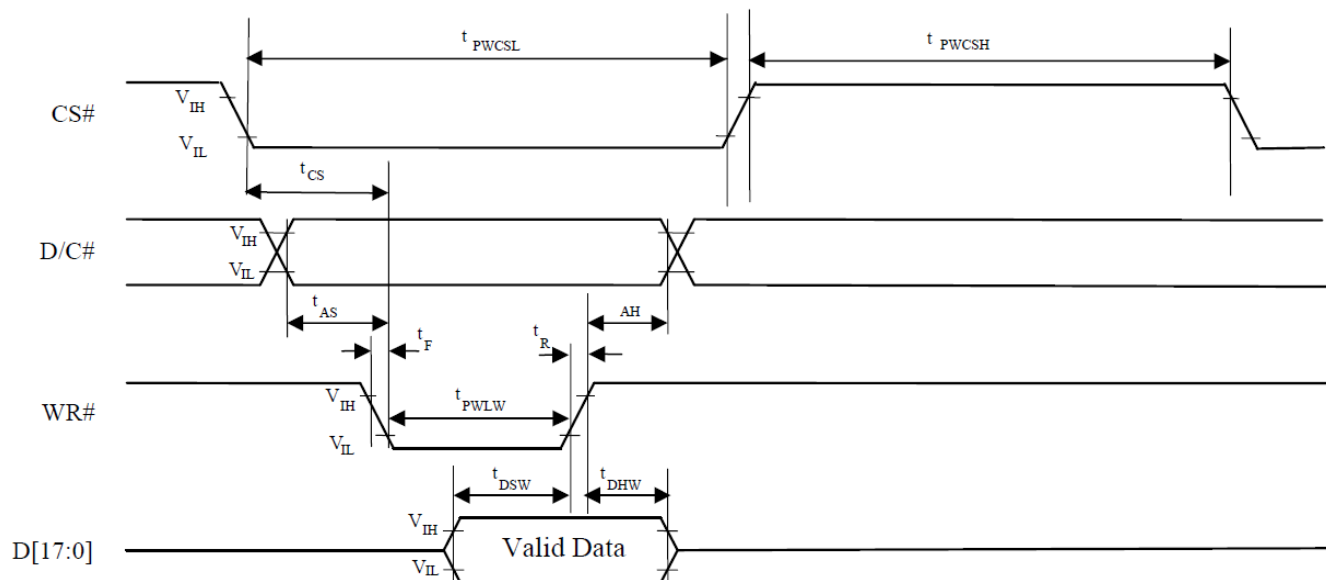 t PWCSL
t PWCSH
V IH
CS#
V IL
t CS
V IH
D/C#
V IL
t AS
t F
t R
AH
V IH
WR#
t PWLW
V IL
t DSW
t DHW
V IH
D[17:0]
Valid Data
V IL